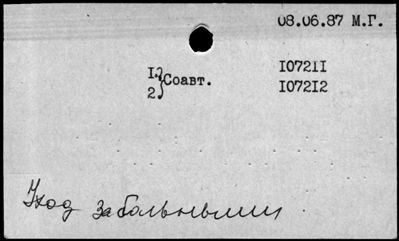 08.06.87 М.Г.
1.} Соавт. 107211
2} 107212
Уход за больными